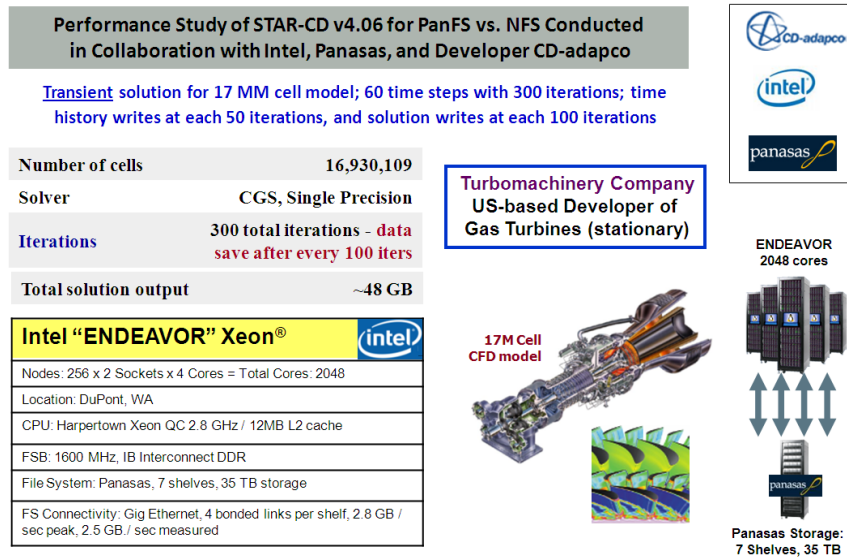 Performance Study of STAR-CD v4.06 for PanFS vs. NFS Conducted
in Collaboration with Intel, Panasas, and Developer CD-adapco
CD-adapco
intel
panasas
Transient solution for 17 MM cell model; 60 time steps with 300 iterations; time
history writes at each 50 iterations, and solution writes at each 100 iterations
Number of cells 16,930,109
Solver CGS, Single Precision
Iterations 300 total iterations - data
save after every 100 iters
Total solution output ~48 GB
Turbomachinery Company
US-based Developer of
Gas Turbines (stationary)
Intel “ENDEAVOR” Xeon®
intel
Nodes: 256 x 2 Sockets x 4 Cores = Total Cores: 2048
Location: DuPont, WA
CPU: Harpertown Xeon QC 2.8 GHz / 12MB L2 cache
FSB: 1600 MHz, IB Interconnect DDR
File System: Panasas, 7 shelves, 35 TB storage
FS Connectivity: Gig Ethernet, 4 bonded links per shelf, 2.8 GB /
sec peak, 2.5 GB./ sec measured
17M Cell
CFD model
ENDEAVOR
2048 cores
panasas
Panasas Storage:
7 Shelves, 35 TB